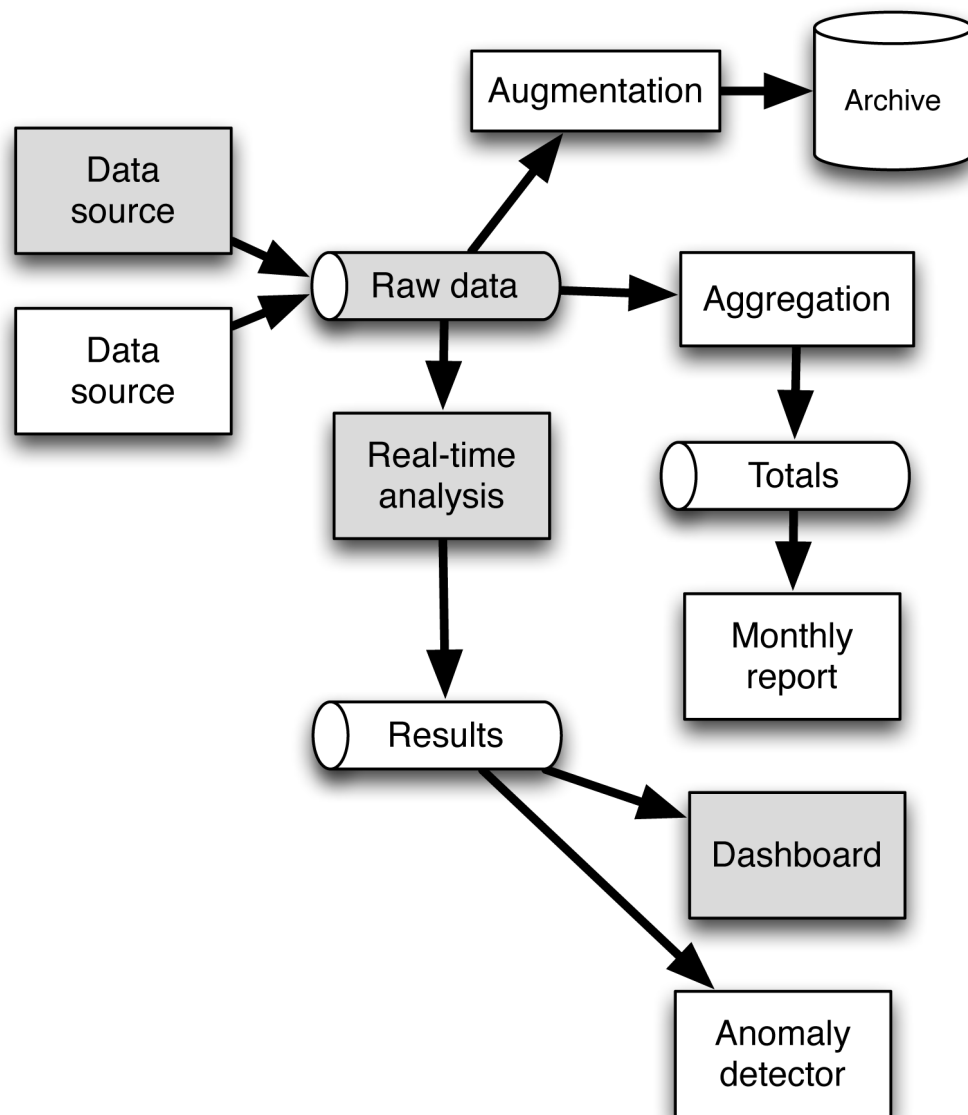 Augmentation
Archive
Data
source
Raw data
Aggregation
Data
source
Real-time
analysis
Totals
Monthly
report
Results
Dashboard
Anomaly
detector